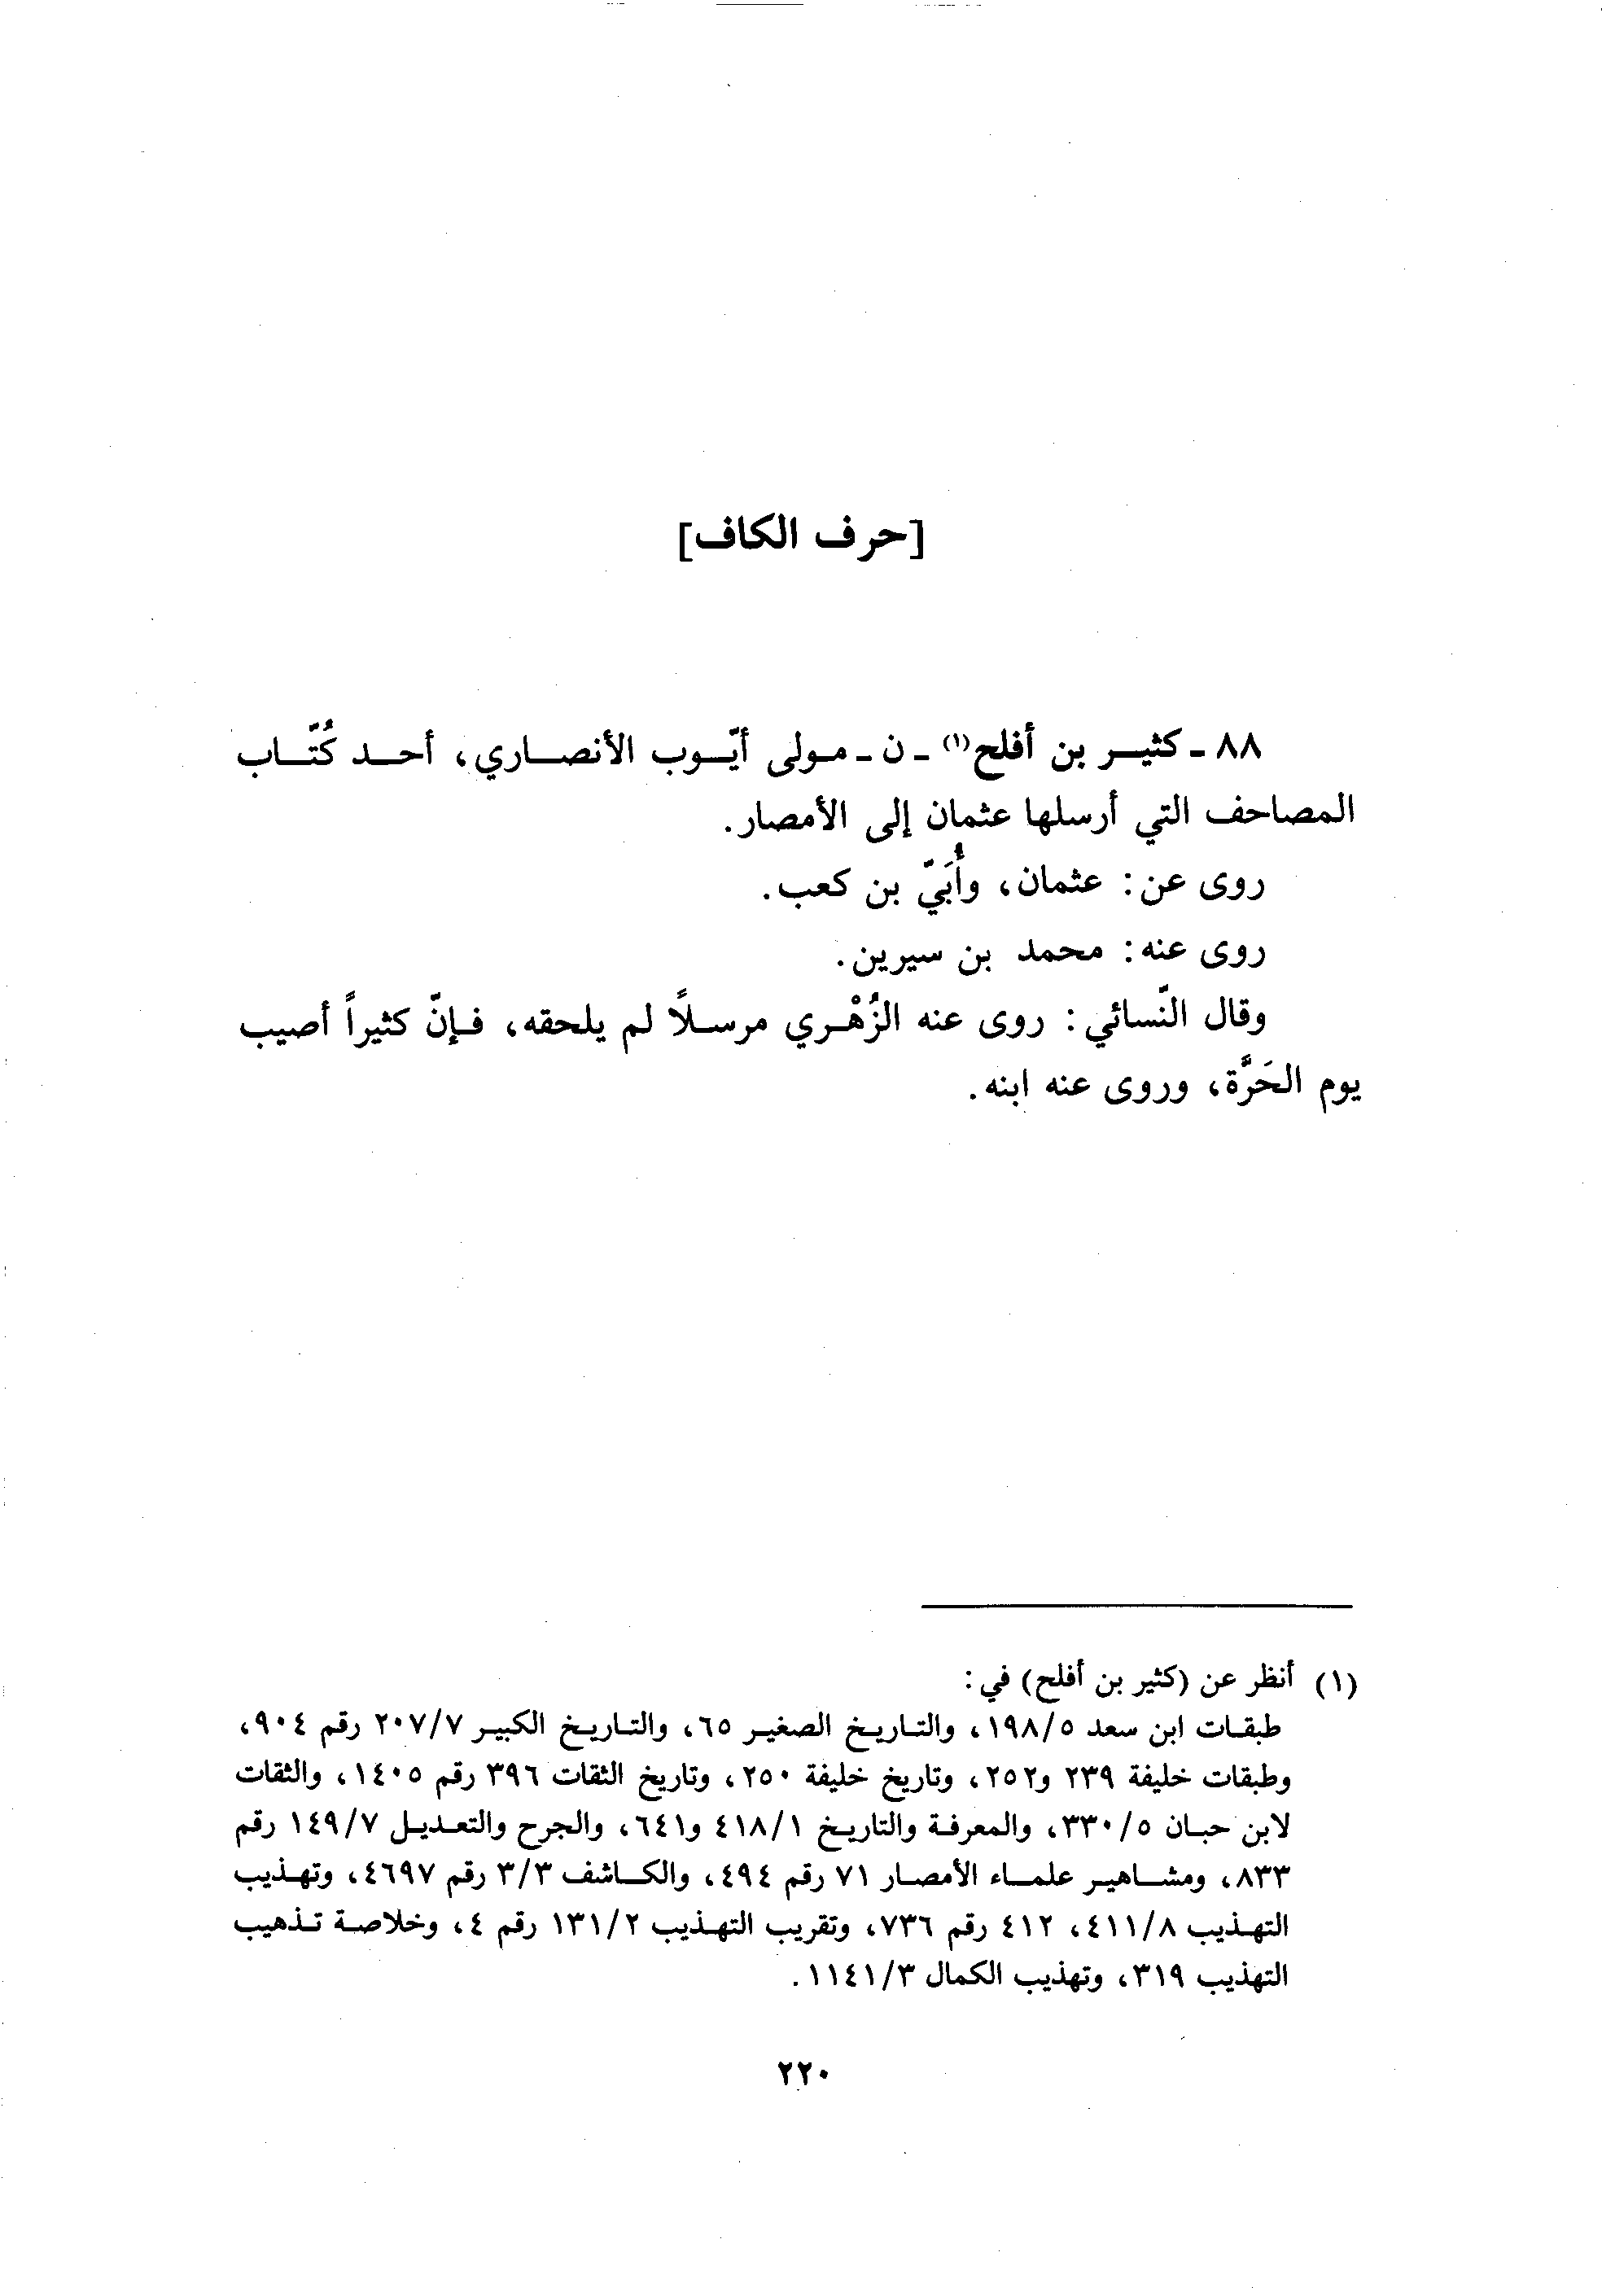 [حرف الكاف]
٨٨ ـ كثير بن أفلح(١) ـ ن ـ مولى أيّوب الأنصاري، أحد كُتّاب
المصاحف التي أرسلها عثمان إلى الأمصار.
روى عن: عثمان، وأُبَيّ بن كعب.
روى عنه: محمد بن سيرين.
وقال النّسائي: روى عنه الزُهْري مرسلاً لم يلحقه، فإنّ كثيراً أصيب
يوم الحَرَّة، وروى عنه ابنه.
(١) أنظر عن (كثير بن أفلح) في:
طبقات ابن سعد ١٩٨/٥، والتاريخ الصغير ٦٥، والتاريخ الكبير ٢٠٧/٧ رقم ٩٠٤،
وطبقات خليفة ٢٣٩ و٢٥٢، وتاريخ خليفة ٢٥٠، وتاريخ الثقات ٣٩٦ رقم ١٤٠٥، والثقات
لابن حبان ٣٣٠/٥، والمعرفة والتاريخ ٤١٨/١ و٦٤١، والجرح والتعديل ١٤٩/٧ رقم
٨٣٣، ومشاهير علماء الأمصار ٧١ رقم ٤٩٤، والكاشف ٣/٣ رقم ٤٦٩٧، وتهذيب
التهذيب ٤١١/٨، ٤١٢ رقم ٧٣٦، وتقريب التهذيب ١٣١/٢ رقم ٤، وخلاصة تذهيب
التهذيب ٣١٩، وتهذيب الكمال ١١٤١/٣.
٢٢٠